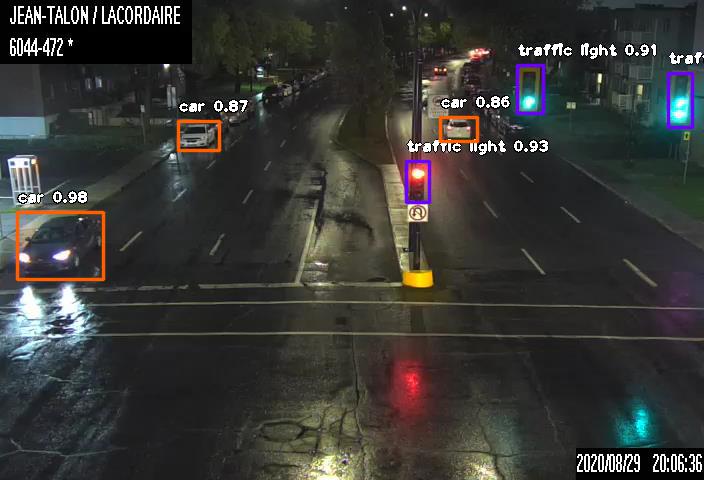 JEAN-TALON / LACORDAIRE
6044-472 *
traffic light 0.91
traf
car 0.87
car 0.86
traffic light 0.93
car 0.98
2020/08/29 20:06:36